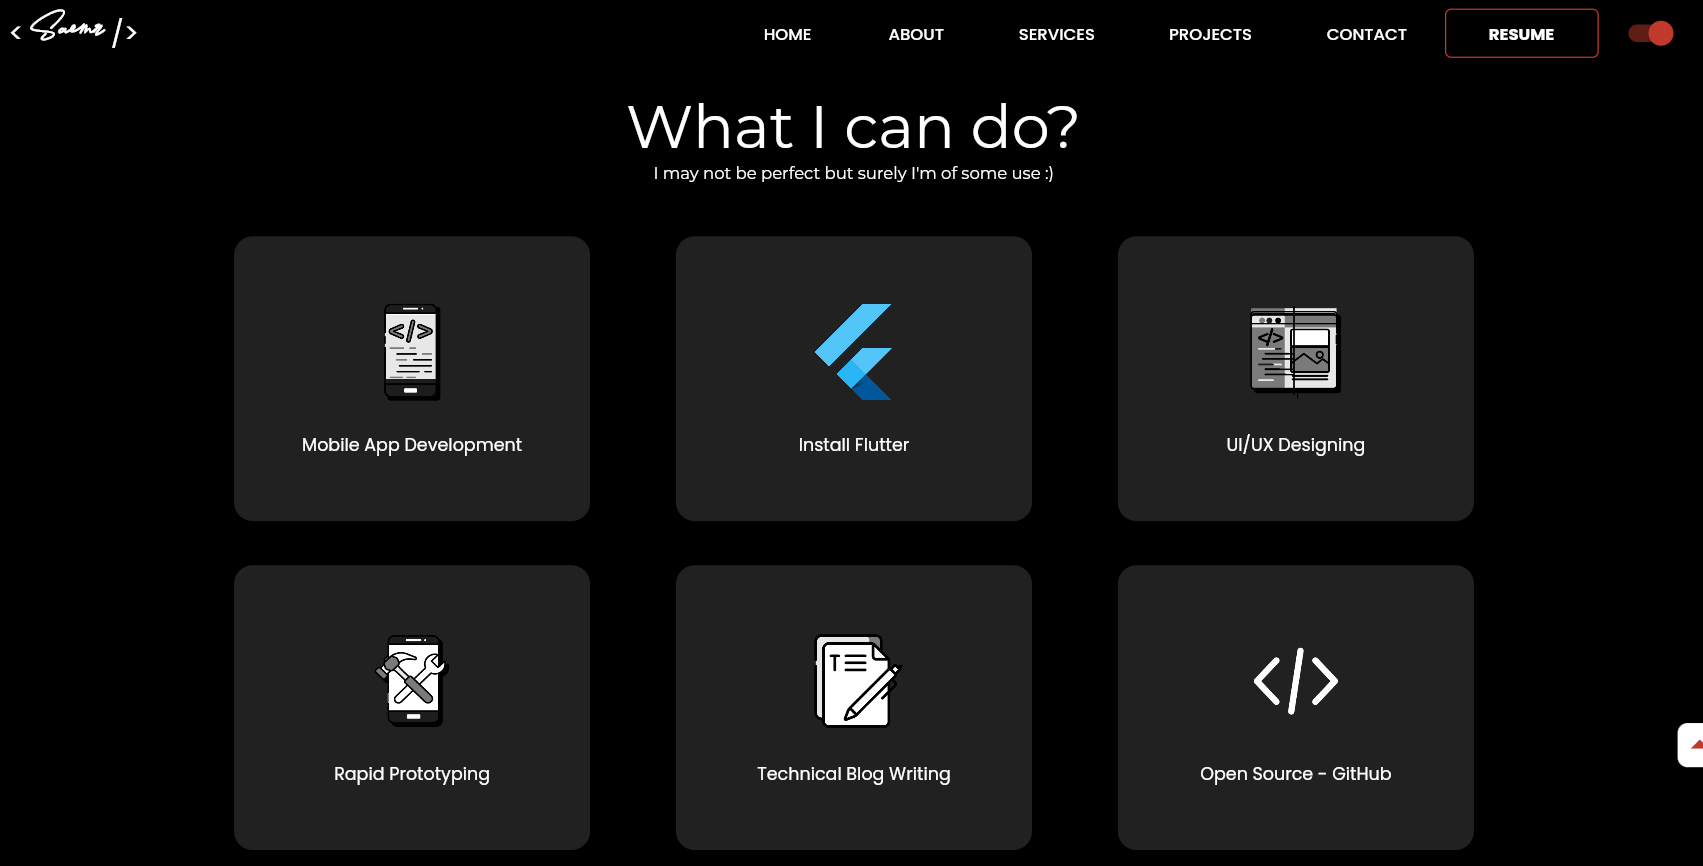 HOME ABOUT SERVICES PROJECTS CONTACT RESUME
What I can do?
I may not be perfect but surely I'm of some use :)
Mobile App Development
Install Flutter
UI/UX Designing
Rapid Prototyping
Technical Blog Writing
Open Source - GitHub